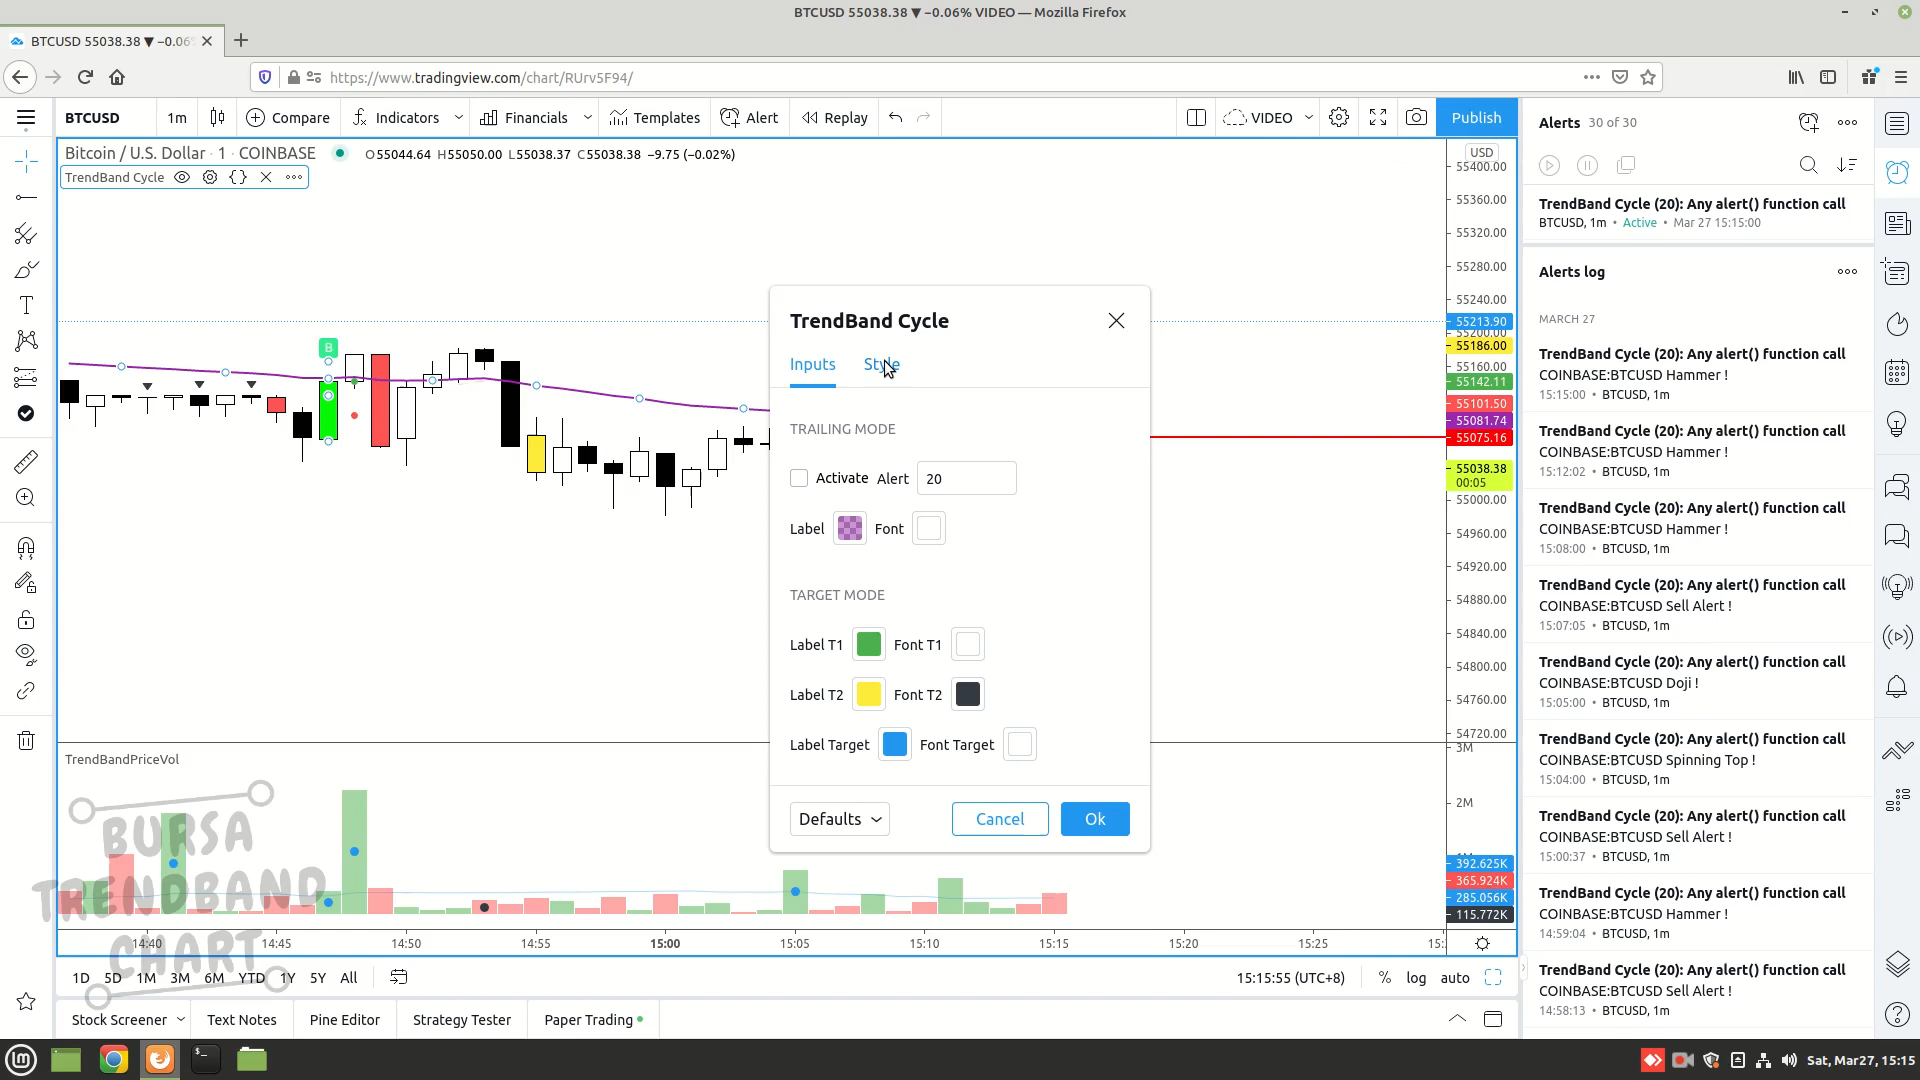 BTCUSD 55038.38 ▼ −0.06% VIDEO — Mozilla Firefox
BTCUSD 55038.38 ▼ −0.06%
https://www.tradingview.com/chart/RUrv5F94/
BTCUSD 1m Compare Indicators Financials Templates Alert Replay VIDEO Publish
Bitcoin / U.S. Dollar · 1 · COINBASE O55044.64 H55050.00 L55038.37 C55038.38 −9.75 (−0.02%)
TrendBand Cycle
USD
55400.00
55360.00
55320.00
55280.00
55240.00
55213.90
55200.00
55186.00
55160.00
55142.11
55101.50
55081.74
55075.16
55038.38
00:05
55000.00
54960.00
54920.00
54880.00
54840.00
54800.00
54760.00
54720.00
B
TrendBand Cycle
Inputs Style
TRAILING MODE
Activate Alert 20
Label Font
TARGET MODE
Label T1 Font T1
Label T2 Font T2
Label Target Font Target
Defaults Cancel Ok
TrendBandPriceVol
3M
2M
392.625K
365.924K
285.056K
115.772K
BURSA
TRENDBAND
CHART
14:40 14:45 14:50 14:55 15:00 15:05 15:10 15:15 15:20 15:25
1D 5D 1M 3M 6M YTD 1Y 5Y All 15:15:55 (UTC+8) % log auto
Stock Screener Text Notes Pine Editor Strategy Tester Paper Trading
Alerts 30 of 30
TrendBand Cycle (20): Any alert() function call
BTCUSD, 1m • Active • Mar 27 15:15:00
Alerts log
MARCH 27
TrendBand Cycle (20): Any alert() function call
COINBASE:BTCUSD Hammer !
15:15:00 • BTCUSD, 1m
TrendBand Cycle (20): Any alert() function call
COINBASE:BTCUSD Hammer !
15:12:02 • BTCUSD, 1m
TrendBand Cycle (20): Any alert() function call
COINBASE:BTCUSD Hammer !
15:08:00 • BTCUSD, 1m
TrendBand Cycle (20): Any alert() function call
COINBASE:BTCUSD Sell Alert !
15:07:05 • BTCUSD, 1m
TrendBand Cycle (20): Any alert() function call
COINBASE:BTCUSD Doji !
15:05:00 • BTCUSD, 1m
TrendBand Cycle (20): Any alert() function call
COINBASE:BTCUSD Spinning Top !
15:04:00 • BTCUSD, 1m
TrendBand Cycle (20): Any alert() function call
COINBASE:BTCUSD Sell Alert !
15:00:37 • BTCUSD, 1m
TrendBand Cycle (20): Any alert() function call
COINBASE:BTCUSD Hammer !
14:59:04 • BTCUSD, 1m
TrendBand Cycle (20): Any alert() function call
COINBASE:BTCUSD Sell Alert !
14:58:13 • BTCUSD, 1m
Sat, Mar27, 15:15